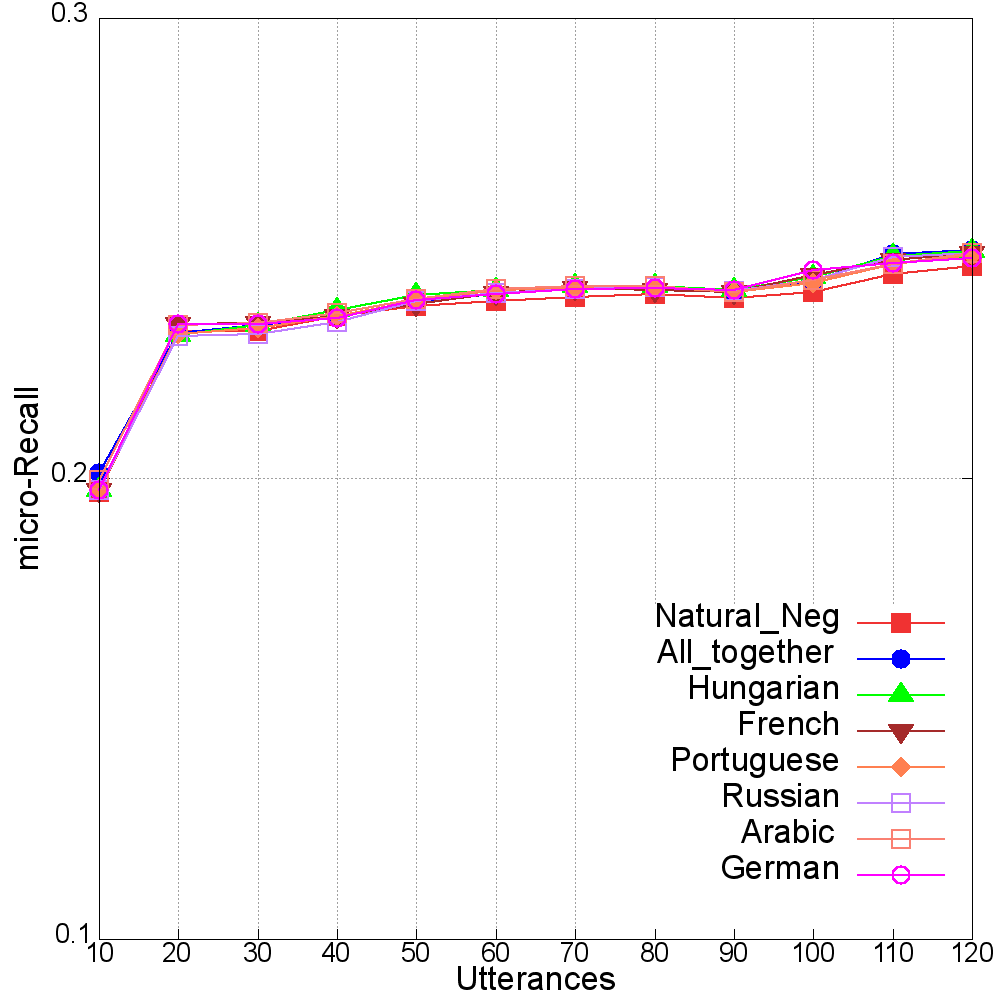 0.3
0.2
0.1
micro-Recall
10 20 30 40 50 60 70 80 90 100 110 120
Utterances
Natural_Neg
All_together
Hungarian
French
Portuguese
Russian
Arabic
German